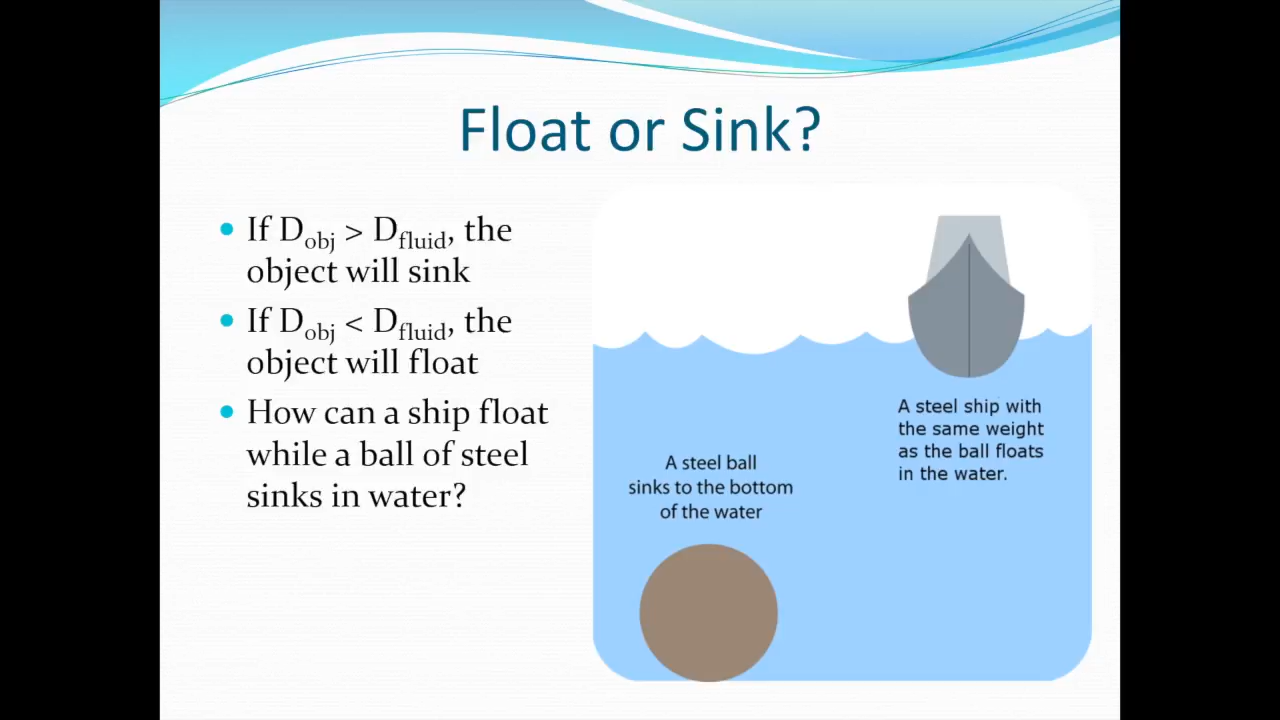 Float or Sink?
• If D_obj > D_fluid, the
object will sink
• If D_obj < D_fluid, the
object will float
• How can a ship float
while a ball of steel
sinks in water?
A steel ship with
the same weight
as the ball floats
in the water.
A steel ball
sinks to the bottom
of the water